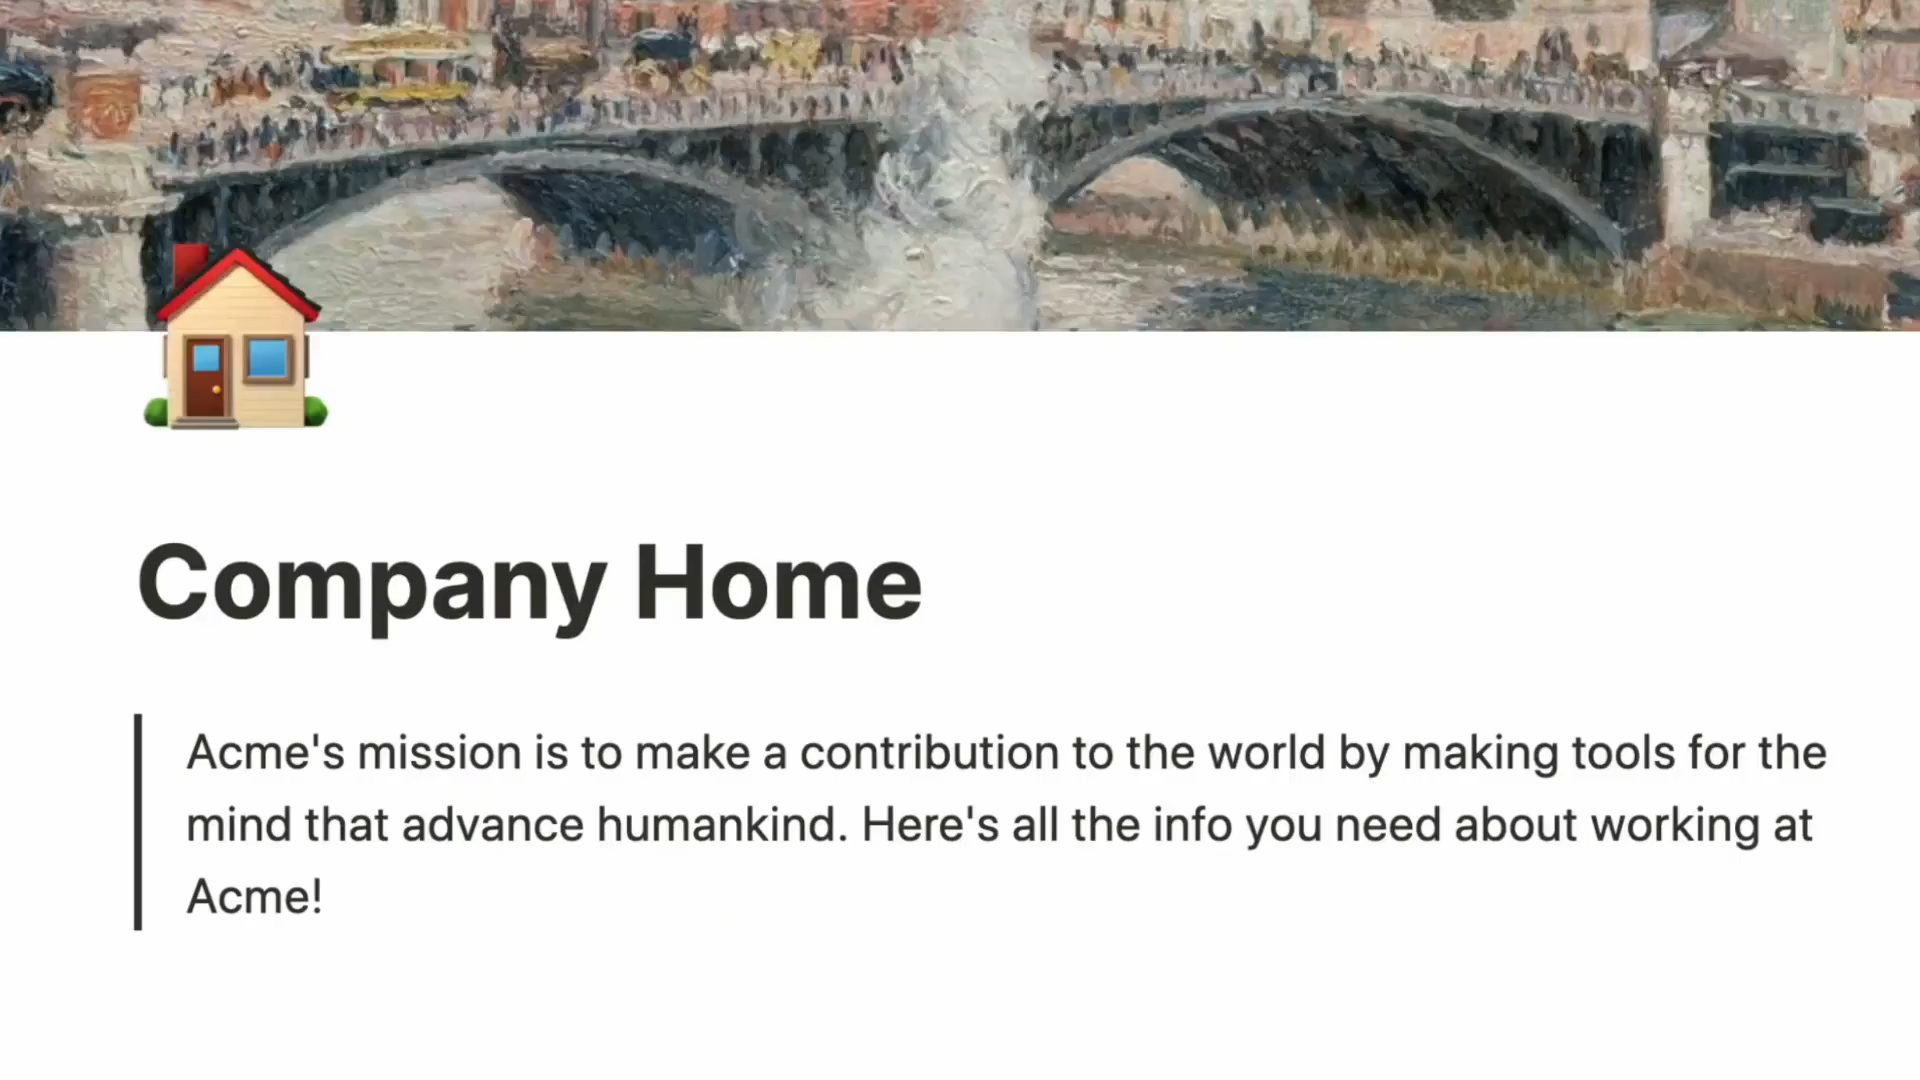 Company Home
Acme's mission is to make a contribution to the world by making tools for the
mind that advance humankind. Here's all the info you need about working at
Acme!